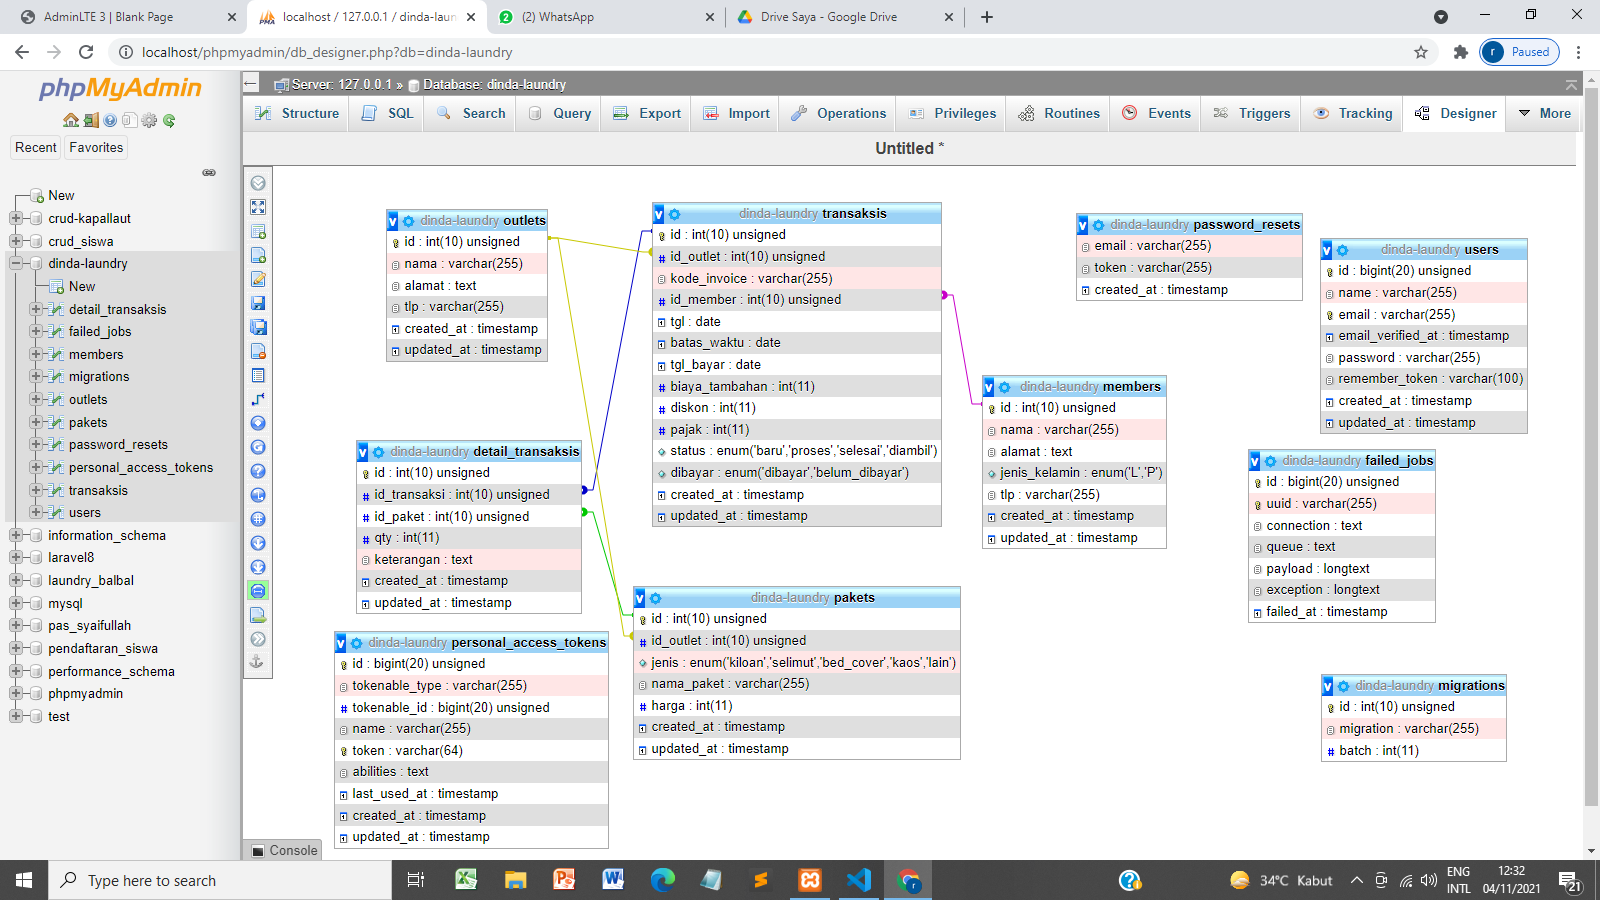 AdminLTE 3 | Blank Page
localhost / 127.0.0.1 / dinda-laun
(2) WhatsApp
Drive Saya - Google Drive
localhost/phpmyadmin/db_designer.php?db=dinda-laundry
r
Paused
phpMyAdmin
Recent
Favorites
New
crud-kapallaut
crud_siswa
dinda-laundry
New
detail_transaksis
failed_jobs
members
migrations
outlets
pakets
password_resets
personal_access_tokens
transaksis
users
information_schema
laravel8
laundry_balbal
mysql
pas_syaifullah
pendaftaran_siswa
performance_schema
phpmyadmin
test
Server: 127.0.0.1 » Database: dinda-laundry
Structure
SQL
Search
Query
Export
Import
Operations
Privileges
Routines
Events
Triggers
Tracking
Designer
More
Untitled *
dinda-laundry outlets
id : int(10) unsigned
nama : varchar(255)
alamat : text
tlp : varchar(255)
created_at : timestamp
updated_at : timestamp
dinda-laundry transaksis
id : int(10) unsigned
id_outlet : int(10) unsigned
kode_invoice : varchar(255)
id_member : int(10) unsigned
tgl : date
batas_waktu : date
tgl_bayar : date
biaya_tambahan : int(11)
diskon : int(11)
pajak : int(11)
status : enum('baru','proses','selesai','diambil')
dibayar : enum('dibayar','belum_dibayar')
created_at : timestamp
updated_at : timestamp
dinda-laundry password_resets
email : varchar(255)
token : varchar(255)
created_at : timestamp
dinda-laundry users
id : bigint(20) unsigned
name : varchar(255)
email : varchar(255)
email_verified_at : timestamp
password : varchar(255)
remember_token : varchar(100)
created_at : timestamp
updated_at : timestamp
dinda-laundry members
id : int(10) unsigned
nama : varchar(255)
alamat : text
jenis_kelamin : enum('L','P')
tlp : varchar(255)
created_at : timestamp
updated_at : timestamp
dinda-laundry detail_transaksis
id : int(10) unsigned
id_transaksi : int(10) unsigned
id_paket : int(10) unsigned
qty : int(11)
keterangan : text
created_at : timestamp
updated_at : timestamp
dinda-laundry failed_jobs
id : bigint(20) unsigned
uuid : varchar(255)
connection : text
queue : text
payload : longtext
exception : longtext
failed_at : timestamp
dinda-laundry pakets
id : int(10) unsigned
id_outlet : int(10) unsigned
jenis : enum('kiloan','selimut','bed_cover','kaos','lain')
nama_paket : varchar(255)
harga : int(11)
created_at : timestamp
updated_at : timestamp
dinda-laundry personal_access_tokens
id : bigint(20) unsigned
tokenable_type : varchar(255)
tokenable_id : bigint(20) unsigned
name : varchar(255)
token : varchar(64)
abilities : text
last_used_at : timestamp
created_at : timestamp
updated_at : timestamp
dinda-laundry migrations
id : int(10) unsigned
migration : varchar(255)
batch : int(11)
Console
Type here to search
34°C Kabut
ENG
INTL
12:32
04/11/2021
21